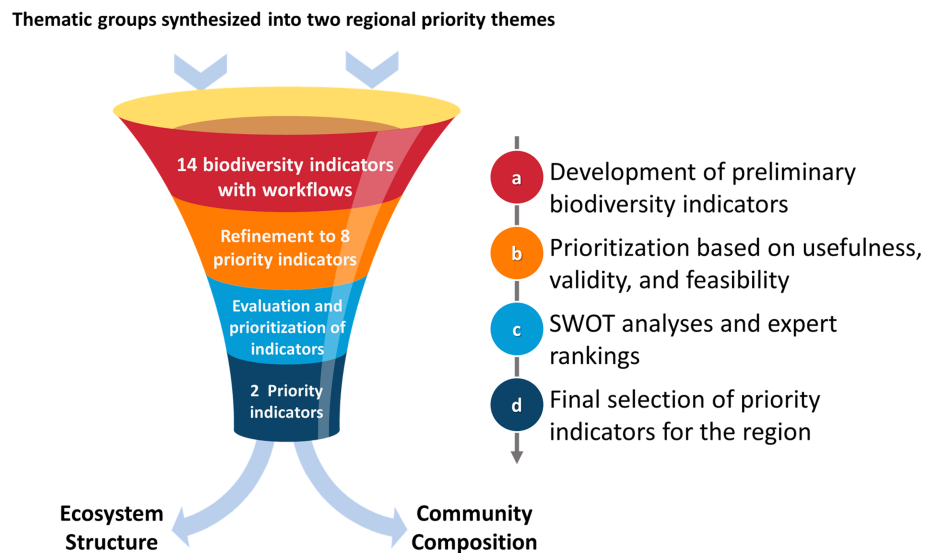 Thematic groups synthesized into two regional priority themes
14 biodiversity indicators
with workflows
Refinement to 8
priority indicators
Evaluation and
prioritization of
indicators
2 Priority
indicators
Ecosystem
Structure
Community
Composition
a
Development of preliminary
biodiversity indicators
b
Prioritization based on usefulness,
validity, and feasibility
c
SWOT analyses and expert
rankings
d
Final selection of priority
indicators for the region